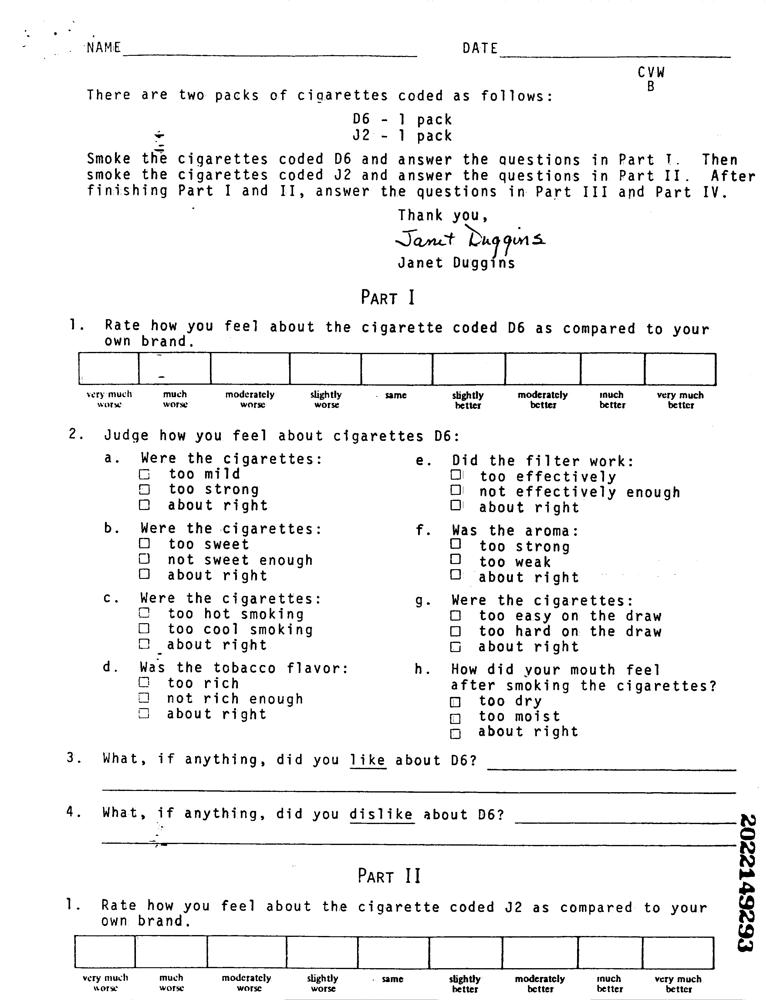 NAME DATE
CVW
B
There are two packs of cigarettes coded as follows:
D6 - 1 pack
J2 - 1 pack
Smoke the cigarettes coded D6 and answer the questions in Part I. Then
smoke the cigarettes coded J2 and answer the questions in Part II. After
finishing Part I and II, answer the questions in Part III and Part IV.
Thank you,
Janet Duggins
Janet Duggins
PART I
1. Rate how you feel about the cigarette coded D6 as compared to your
own brand.
very much worse much worse moderately worse slightly worse same slightly better moderately better much better very much better
2. Judge how you feel about cigarettes D6:
a. Were the cigarettes:
☐ too mild
☐ too strong
☐ about right
b. Were the cigarettes:
☐ too sweet
☐ not sweet enough
☐ about right
c. Were the cigarettes:
☐ too hot smoking
☐ too cool smoking
☐ about right
d. Was the tobacco flavor:
☐ too rich
☐ not rich enough
☐ about right
e. Did the filter work:
☐ too effectively
☐ not effectively enough
☐ about right
f. Was the aroma:
☐ too strong
☐ too weak
☐ about right
g. Were the cigarettes:
☐ too easy on the draw
☐ too hard on the draw
☐ about right
h. How did your mouth feel
after smoking the cigarettes?
☐ too dry
☐ too moist
☐ about right
3. What, if anything, did you like about D6?
4. What, if anything, did you dislike about D6?
PART II
1. Rate how you feel about the cigarette coded J2 as compared to your
own brand.
very much worse much worse moderately worse slightly worse same slightly better moderately better much better very much better
2022149293